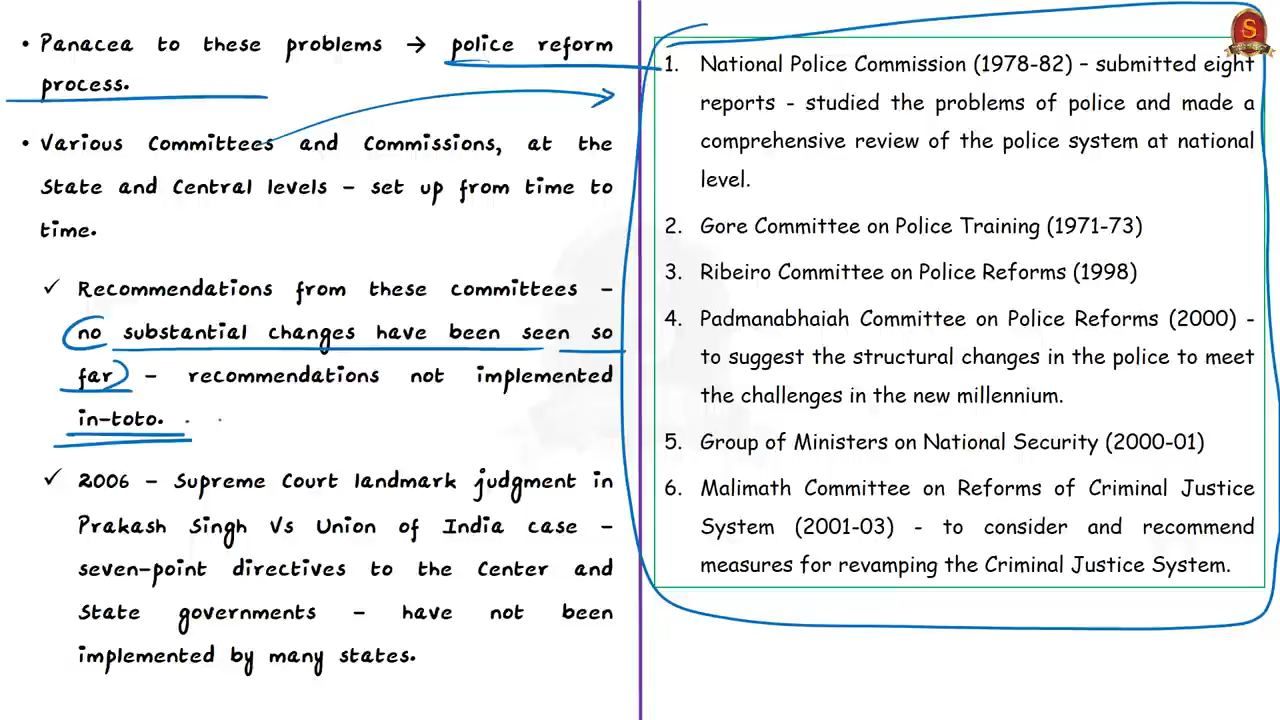 • Panacea to these problems → police reform
process.
• Various Committees and Commissions, at the
State and Central levels – set up from time to
time.
✓ Recommendations from these committees –
no substantial changes have been seen so
far – recommendations not implemented
in-toto.
✓ 2006 – Supreme Court landmark judgment in
Prakash Singh Vs Union of India case –
seven-point directives to the Center and
State governments – have not been
implemented by many states.
1. National Police Commission (1978-82) – submitted eight
reports - studied the problems of police and made a
comprehensive review of the police system at national
level.
2. Gore Committee on Police Training (1971-73)
3. Ribeiro Committee on Police Reforms (1998)
4. Padmanabhaiah Committee on Police Reforms (2000) -
to suggest the structural changes in the police to meet
the challenges in the new millennium.
5. Group of Ministers on National Security (2000-01)
6. Malimath Committee on Reforms of Criminal Justice
System (2001-03) - to consider and recommend
measures for revamping the Criminal Justice System.
S